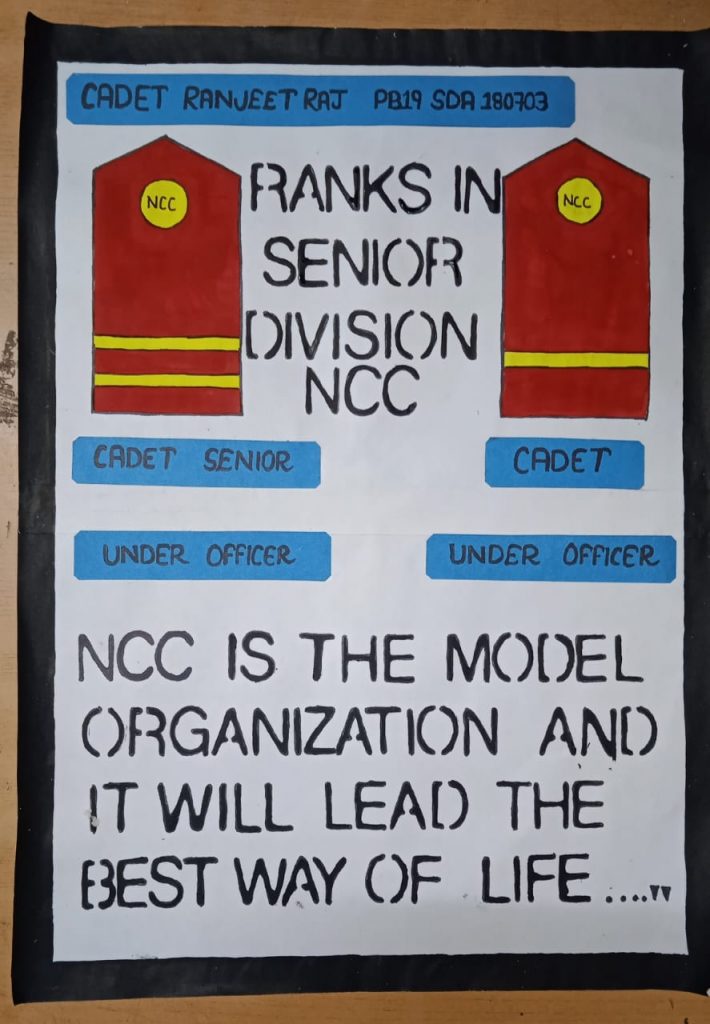 CADET RANJEET RAJ PB19 SDA 180703
NCC
RANKS IN
NCC
SENIOR
DIVISION
NCC
CADET SENIOR
CADET
UNDER OFFICER
UNDER OFFICER
NCC IS THE MODEL
ORGANIZATION AND
IT WILL LEAD THE
BEST WAY OF LIFE ...."